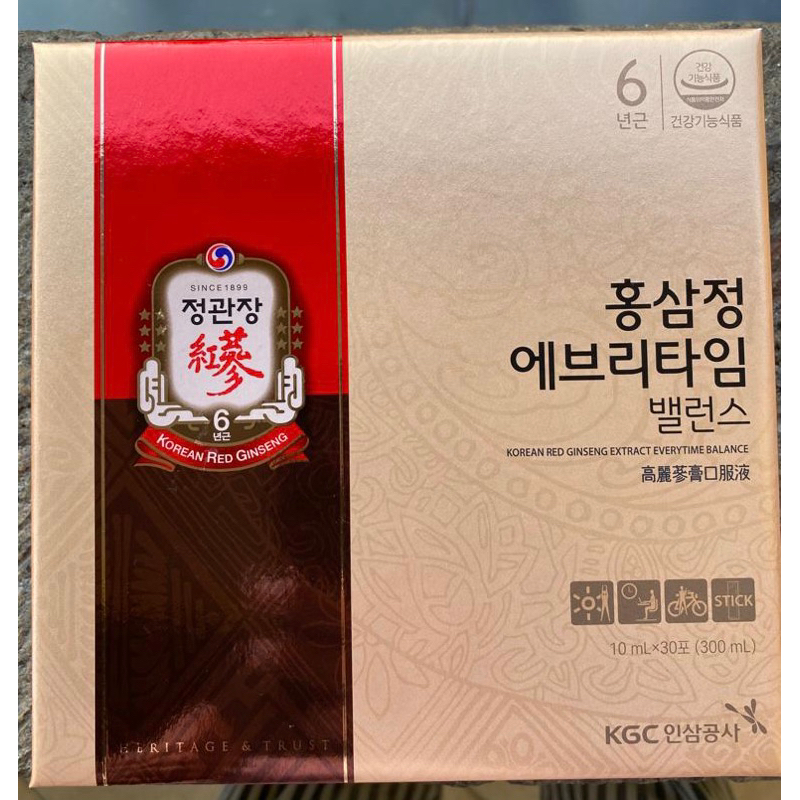 SINCE 1899
정관장
紅蔘
6
년근
KOREAN RED GINSENG
HERITAGE & TRUST
6
년근
건강
기능식품
건강기능식품
홍삼정
에브리타임
밸런스
KOREAN RED GINSENG EXTRACT EVERYTIME BALANCE
高麗蔘膏口服液
STICK
10 mL×30포 (300 mL)
KGC 인삼공사